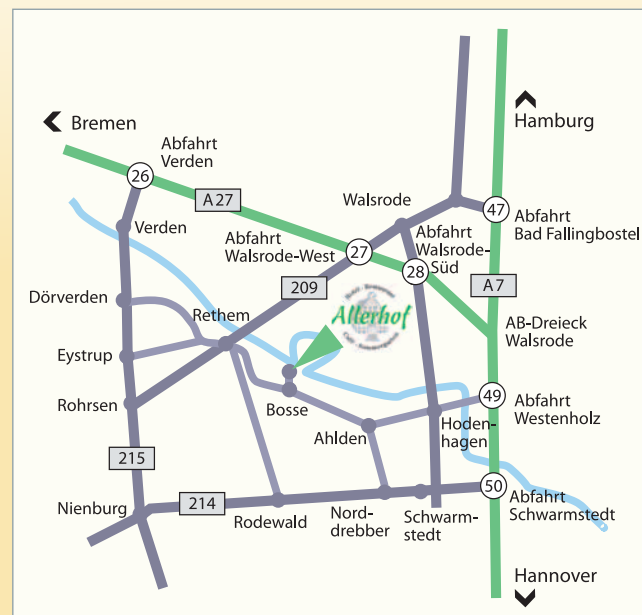 Bremen
Hamburg
Abfahrt
Verden
26
A 27
Verden
Walsrode
47
Abfahrt
Bad Fallingbostel
Abfahrt
Walsrode-West
27
Abfahrt
Walsrode-
Süd
28
A 7
209
Dörverden
Rethem
Allerhof
AB-Dreieck
Walsrode
Eystrup
Rohrsen
Bosse
Ahlden
Hoden-
hagen
49
Abfahrt
Westenholz
215
Nienburg
214
Rodewald
Nord-
drebber
Schwarm-
stedt
50
Abfahrt
Schwarmstedt
Hannover